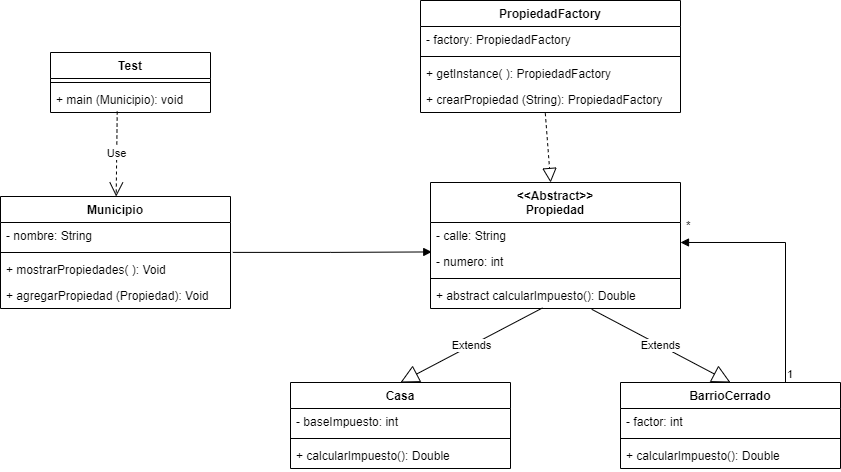 PropiedadFactory
- factory: PropiedadFactory
+ getInstance( ): PropiedadFactory
+ crearPropiedad (String): PropiedadFactory
Test
+ main (Municipio): void
Use
Municipio
- nombre: String
+ mostrarPropiedades( ): Void
+ agregarPropiedad (Propiedad): Void
<<Abstract>>
Propiedad
- calle: String
- numero: int
+ abstract calcularImpuesto(): Double
*
1
Extends
Extends
Casa
- baseImpuesto: int
+ calcularImpuesto(): Double
BarrioCerrado
- factor: int
+ calcularImpuesto(): Double